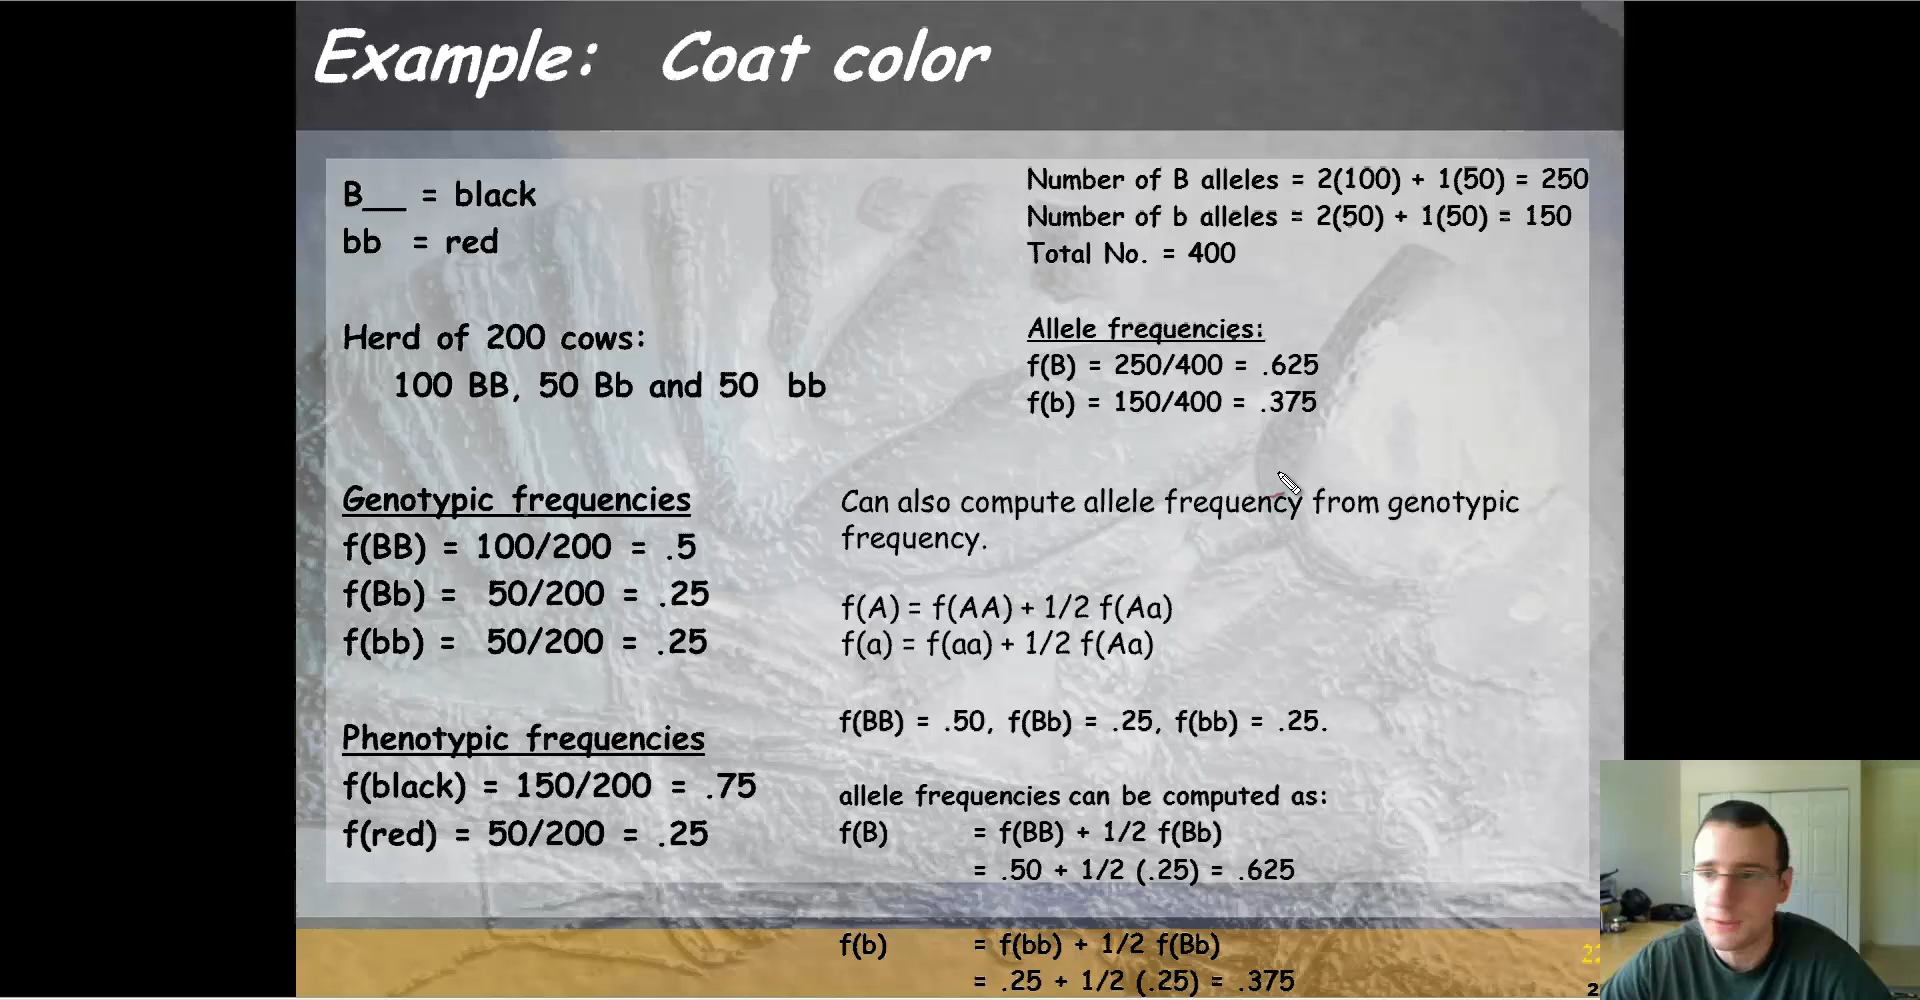 Example: Coat color
B__ = black
bb = red
Herd of 200 cows:
100 BB, 50 Bb and 50 bb
Genotypic frequencies
f(BB) = 100/200 = .5
f(Bb) = 50/200 = .25
f(bb) = 50/200 = .25
Phenotypic frequencies
f(black) = 150/200 = .75
f(red) = 50/200 = .25
Number of B alleles = 2(100) + 1(50) = 250
Number of b alleles = 2(50) + 1(50) = 150
Total No. = 400
Allele frequencies:
f(B) = 250/400 = .625
f(b) = 150/400 = .375
Can also compute allele frequency from genotypic
frequency.
f(A) = f(AA) + 1/2 f(Aa)
f(a) = f(aa) + 1/2 f(Aa)
f(BB) = .50, f(Bb) = .25, f(bb) = .25.
allele frequencies can be computed as:
f(B) = f(BB) + 1/2 f(Bb)
= .50 + 1/2 (.25) = .625
f(b) = f(bb) + 1/2 f(Bb)
= .25 + 1/2 (.25) = .375